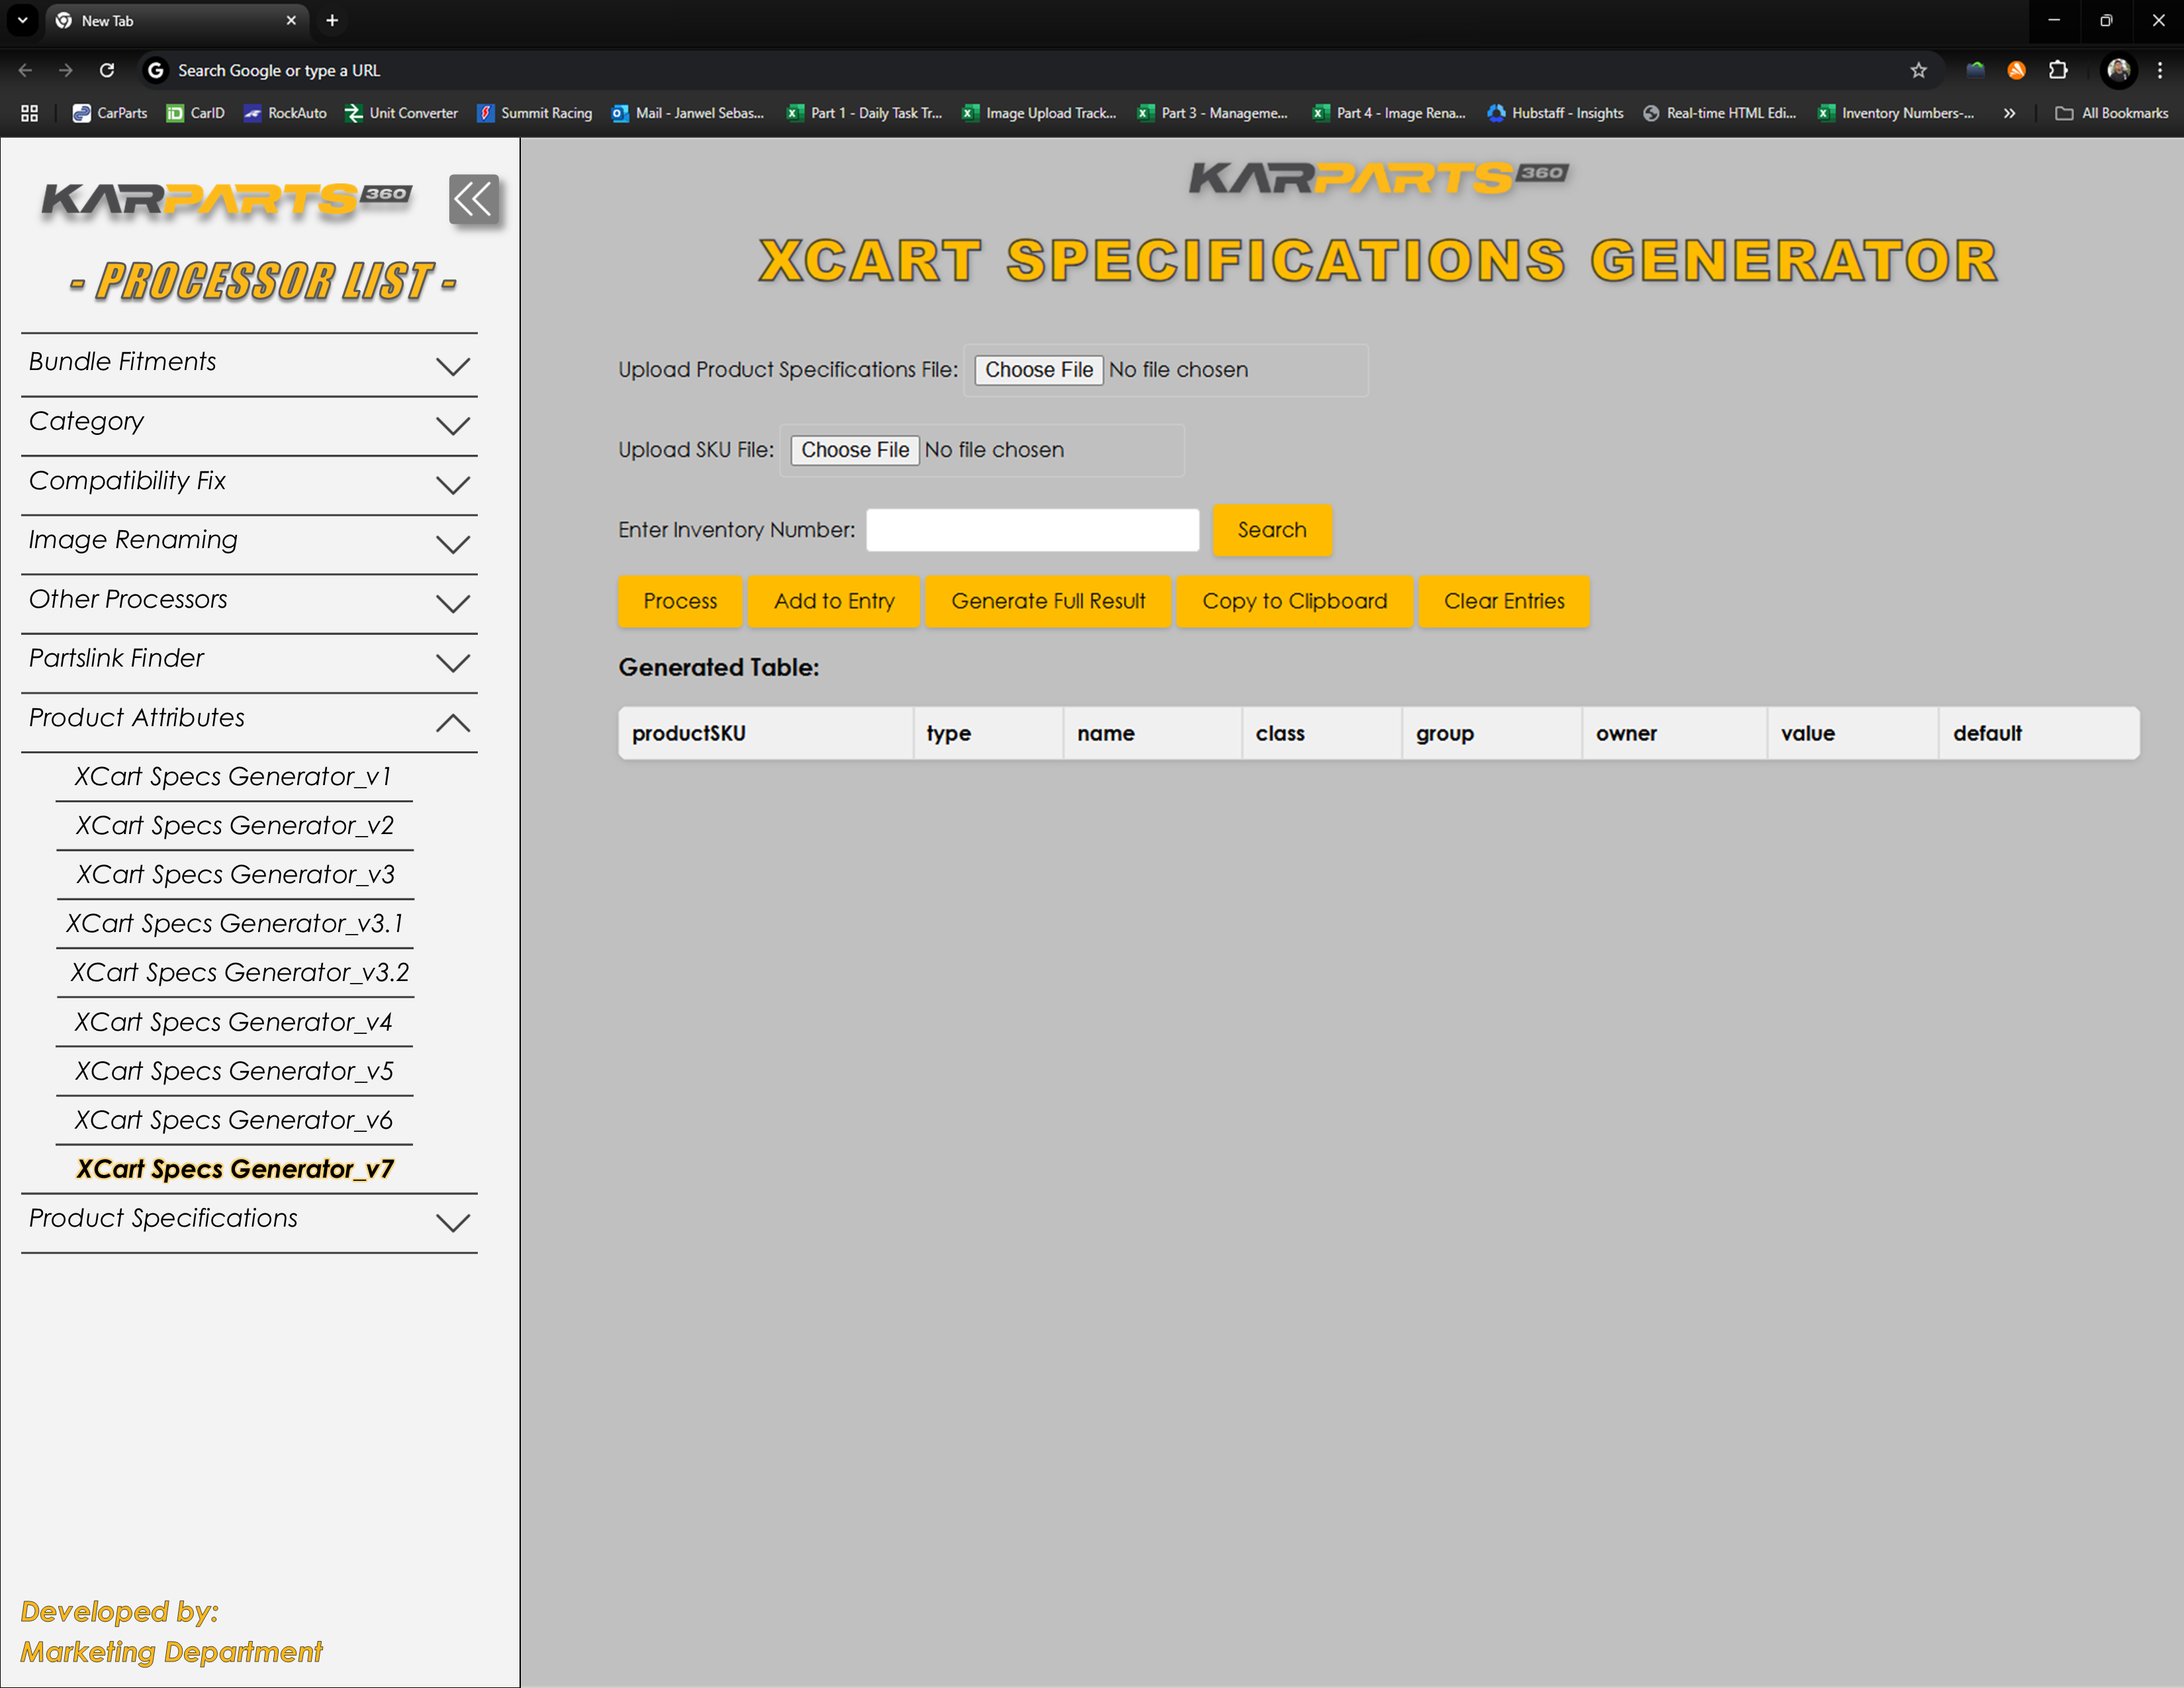 New Tab
Search Google or type a URL
CarParts
CarID
RockAuto
Unit Converter
Summit Racing
Mail - Janwel Sebas...
Part 1 - Daily Task Tr...
Image Upload Track...
Part 3 - Manageme...
Part 4 - Image Rena...
Hubstaff - Insights
Real-time HTML Edi...
Inventory Numbers-...
All Bookmarks
KARPARTS 360
- PROCESSOR LIST -
Bundle Fitments
Category
Compatibility Fix
Image Renaming
Other Processors
Partslink Finder
Product Attributes
XCart Specs Generator_v1
XCart Specs Generator_v2
XCart Specs Generator_v3
XCart Specs Generator_v3.1
XCart Specs Generator_v3.2
XCart Specs Generator_v4
XCart Specs Generator_v5
XCart Specs Generator_v6
XCart Specs Generator_v7
Product Specifications
Developed by:
Marketing Department
KARPARTS 360
XCART SPECIFICATIONS GENERATOR
Upload Product Specifications File: Choose File No file chosen
Upload SKU File: Choose File No file chosen
Enter Inventory Number: Search
Process Add to Entry Generate Full Result Copy to Clipboard Clear Entries
Generated Table:
productSKU type name class group owner value default